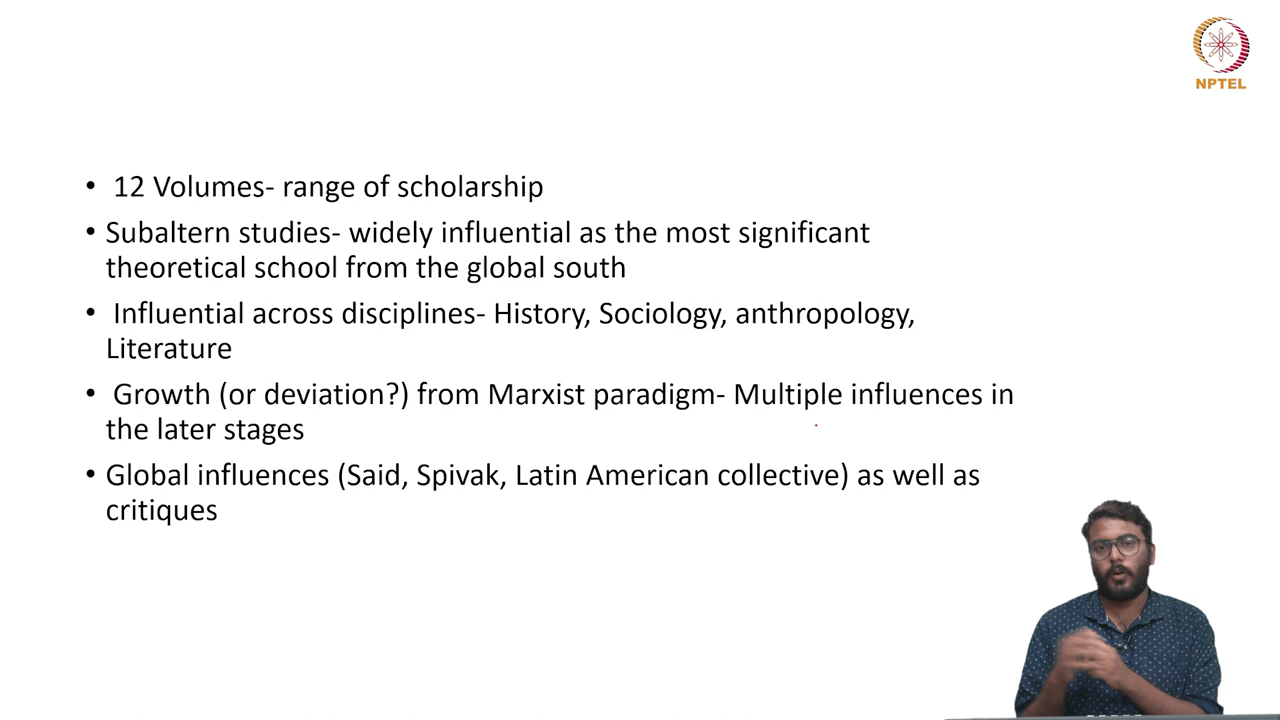 NPTEL
• 12 Volumes- range of scholarship
• Subaltern studies- widely influential as the most significant
theoretical school from the global south
• Influential across disciplines- History, Sociology, anthropology,
Literature
• Growth (or deviation?) from Marxist paradigm- Multiple influences in
the later stages
• Global influences (Said, Spivak, Latin American collective) as well as
critiques